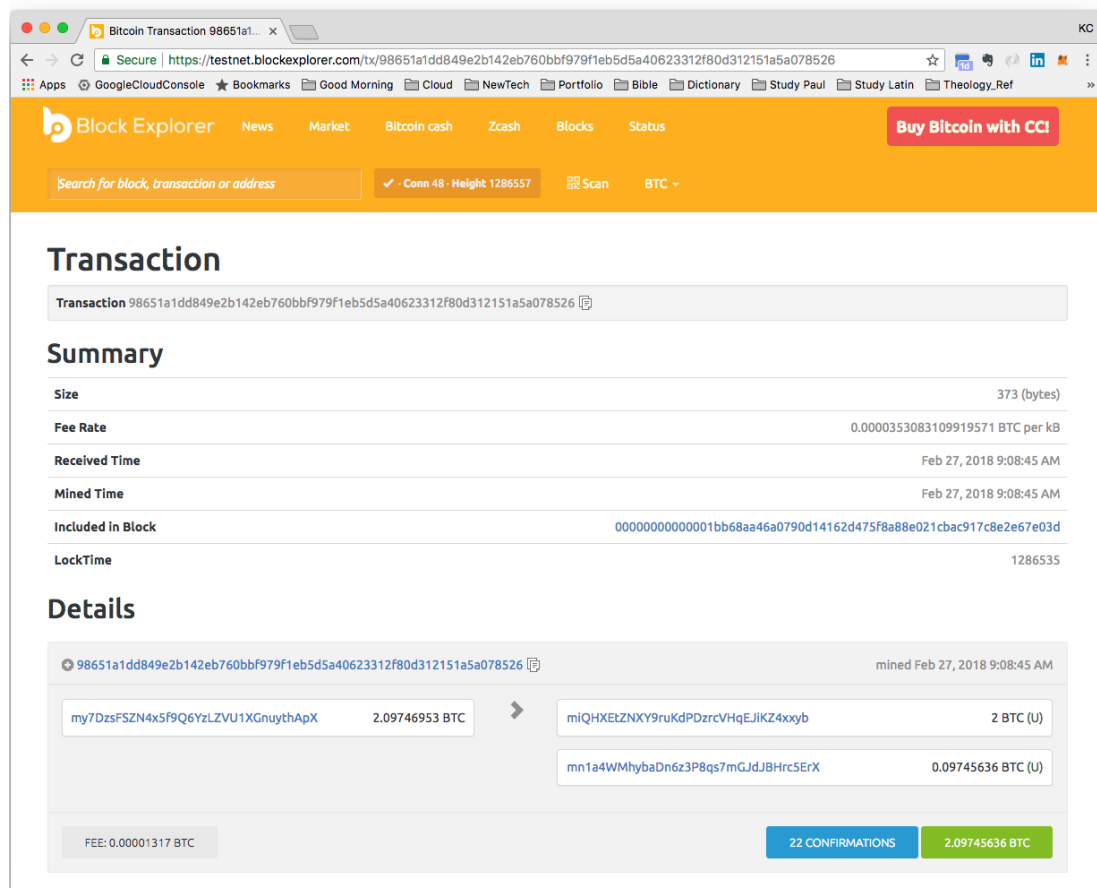 Bitcoin Transaction 98651a1... ×
KC
Secure | https://testnet.blockexplorer.com/tx/98651a1dd849e2b142eb760bbf979f1eb5d5a40623312f80d312151a5a078526
1d
in
Apps GoogleCloudConsole Bookmarks Good Morning Cloud NewTech Portfolio Bible Dictionary Study Paul Study Latin Theology_Ref »
Block Explorer News Market Bitcoin cash Zcash Blocks Status Buy Bitcoin with CC!
Search for block, transaction or address ✓ · Conn 48 · Height 1286557 Scan BTC
Transaction
Transaction 98651a1dd849e2b142eb760bbf979f1eb5d5a40623312f80d312151a5a078526
Summary
Size 373 (bytes)
Fee Rate 0.0000353083109919571 BTC per kB
Received Time Feb 27, 2018 9:08:45 AM
Mined Time Feb 27, 2018 9:08:45 AM
Included in Block 00000000000001bb68aa46a0790d14162d475f8a88e021cbac917c8e2e67e03d
LockTime 1286535
Details
98651a1dd849e2b142eb760bbf979f1eb5d5a40623312f80d312151a5a078526 mined Feb 27, 2018 9:08:45 AM
my7DzsFSZN4x5f9Q6YzLZVU1XGnuythApX 2.09746953 BTC miQHXEtZNXY9ruKdPDzrcVHqEJiKZ4xxyb 2 BTC (U)
mn1a4WMhybaDn6z3P8qs7mGJdJBHrc5ErX 0.09745636 BTC (U)
FEE: 0.00001317 BTC 22 CONFIRMATIONS 2.09745636 BTC